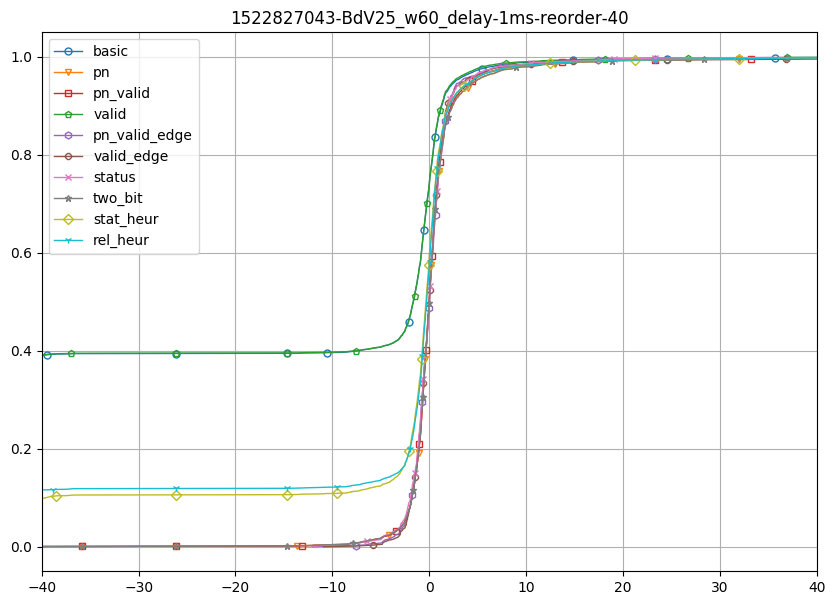 1522827043-BdV25_w60_delay-1ms-reorder-40
basic
pn
pn_valid
valid
pn_valid_edge
valid_edge
status
two_bit
stat_heur
rel_heur
1.0
0.8
0.6
0.4
0.2
0.0
−40 −30 −20 −10 0 10 20 30 40